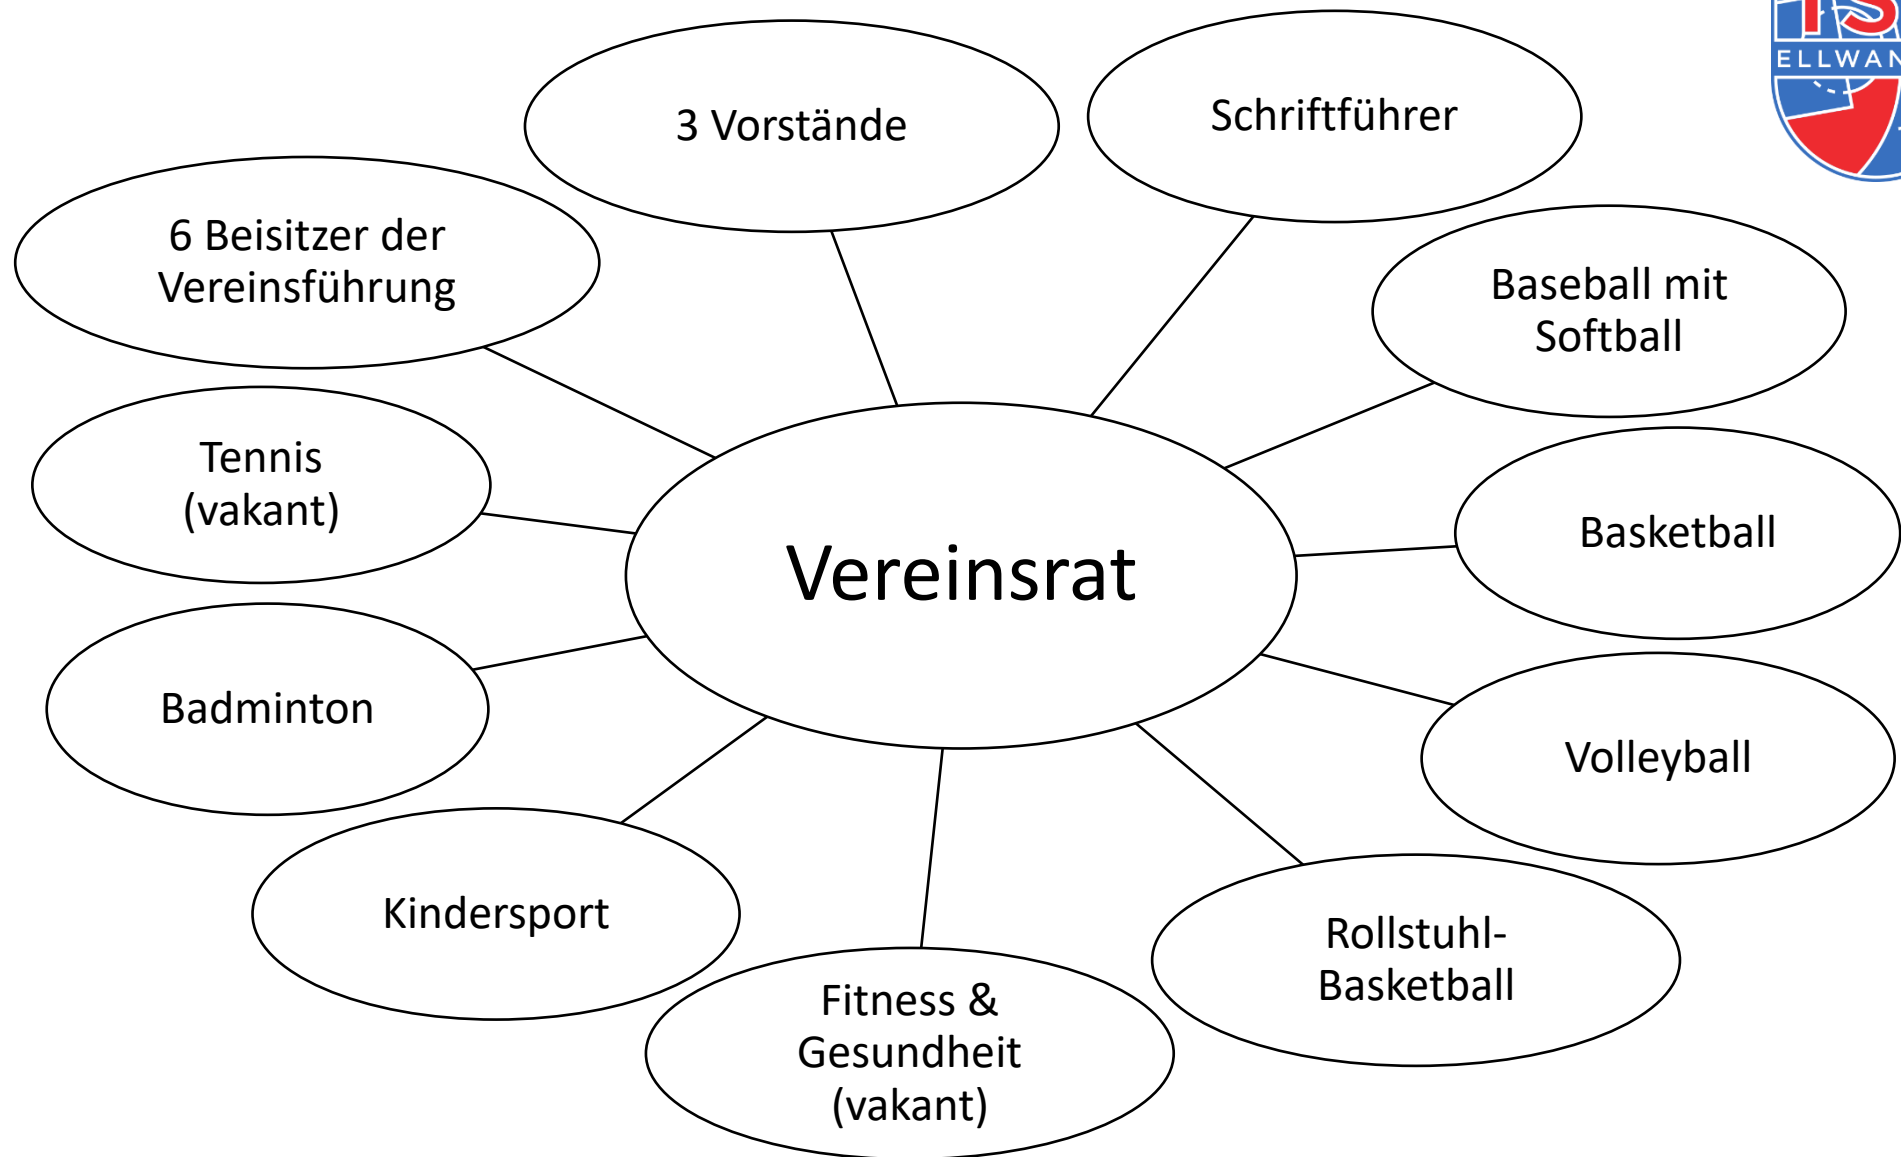 3 Vorstände
Schriftführer
6 Beisitzer der
Vereinsführung
Baseball mit
Softball
Tennis
(vakant)
Basketball
Vereinsrat
Badminton
Volleyball
Kindersport
Rollstuhl-
Basketball
Fitness &
Gesundheit
(vakant)